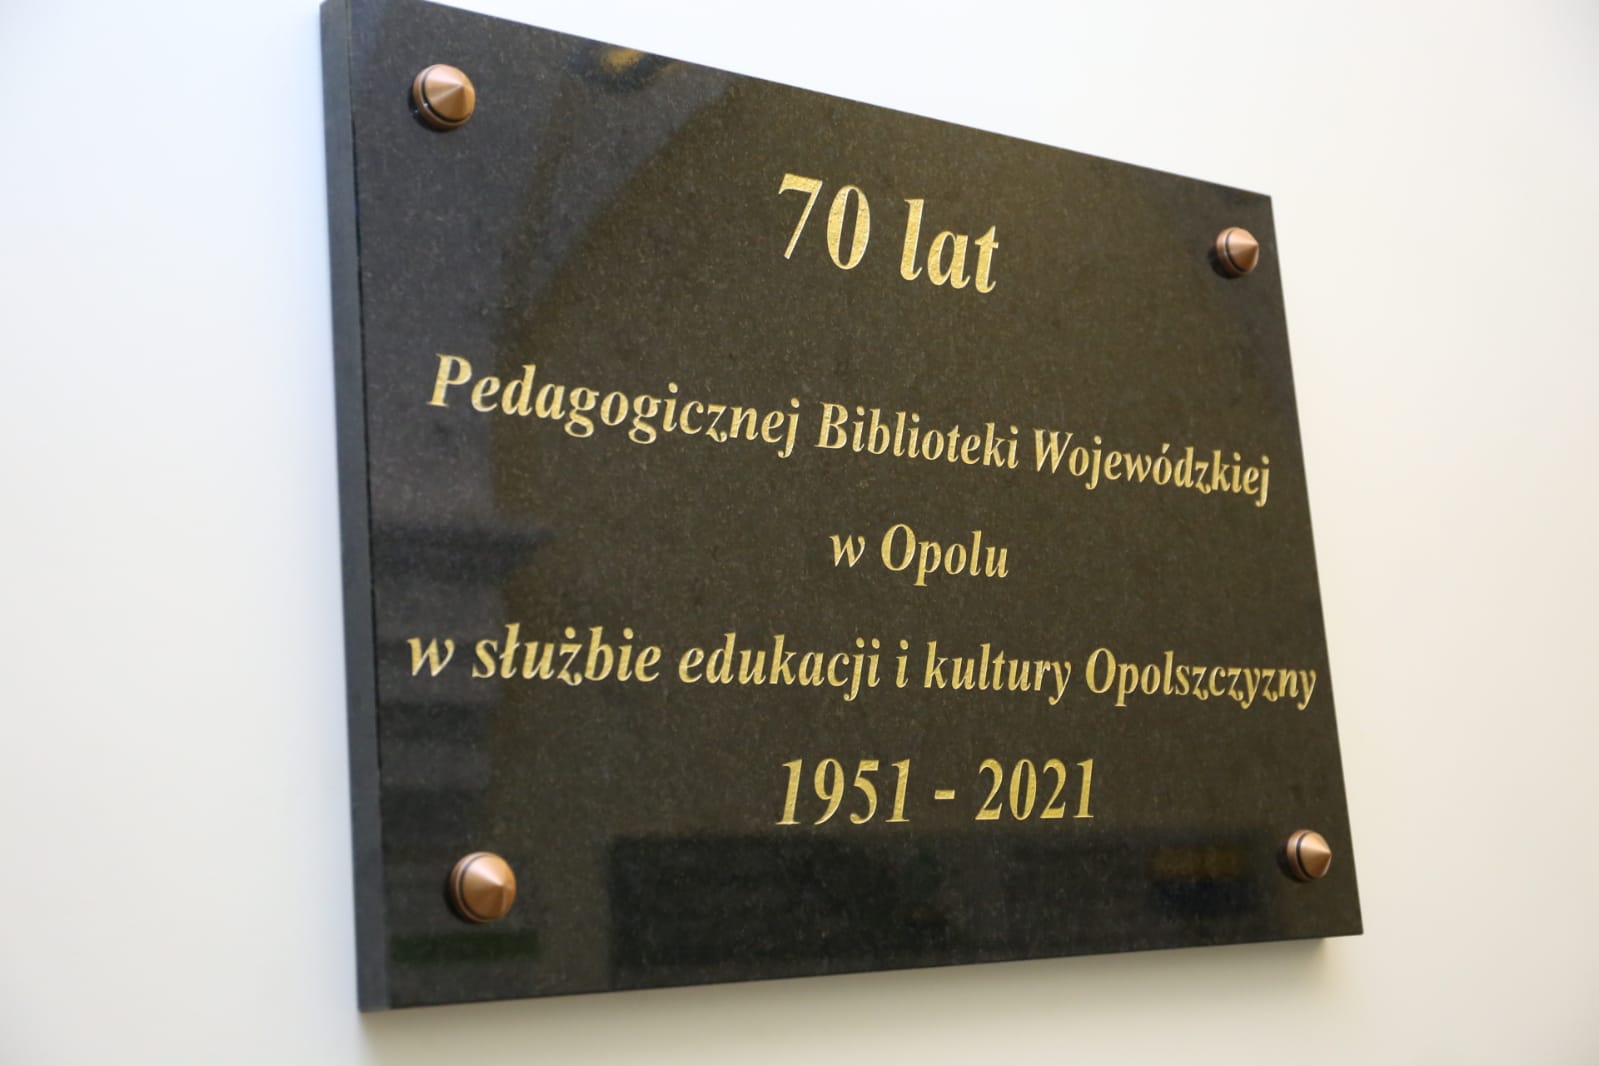 70 lat
Pedagogicznej Biblioteki Wojewódzkiej
w Opolu
w służbie edukacji i kultury Opolszczyzny
1951 - 2021